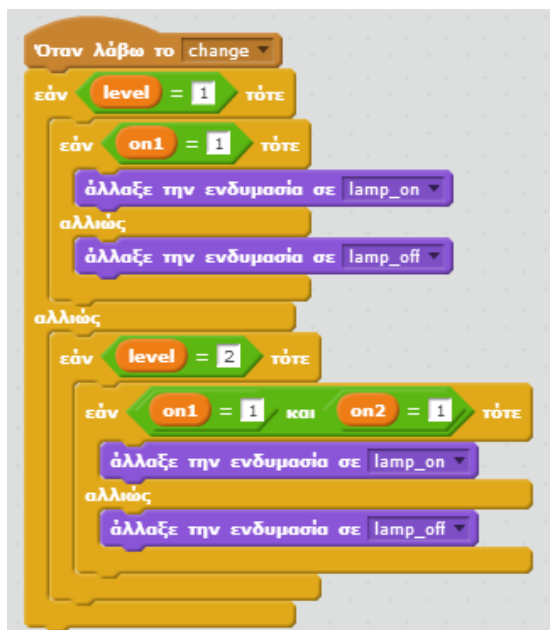 Όταν λάβω το change
εάν level = 1 τότε
εάν on1 = 1 τότε
άλλαξε την ενδυμασία σε lamp_on
αλλιώς
άλλαξε την ενδυμασία σε lamp_off
αλλιώς
εάν level = 2 τότε
εάν on1 = 1 και on2 = 1 τότε
άλλαξε την ενδυμασία σε lamp_on
αλλιώς
άλλαξε την ενδυμασία σε lamp_off